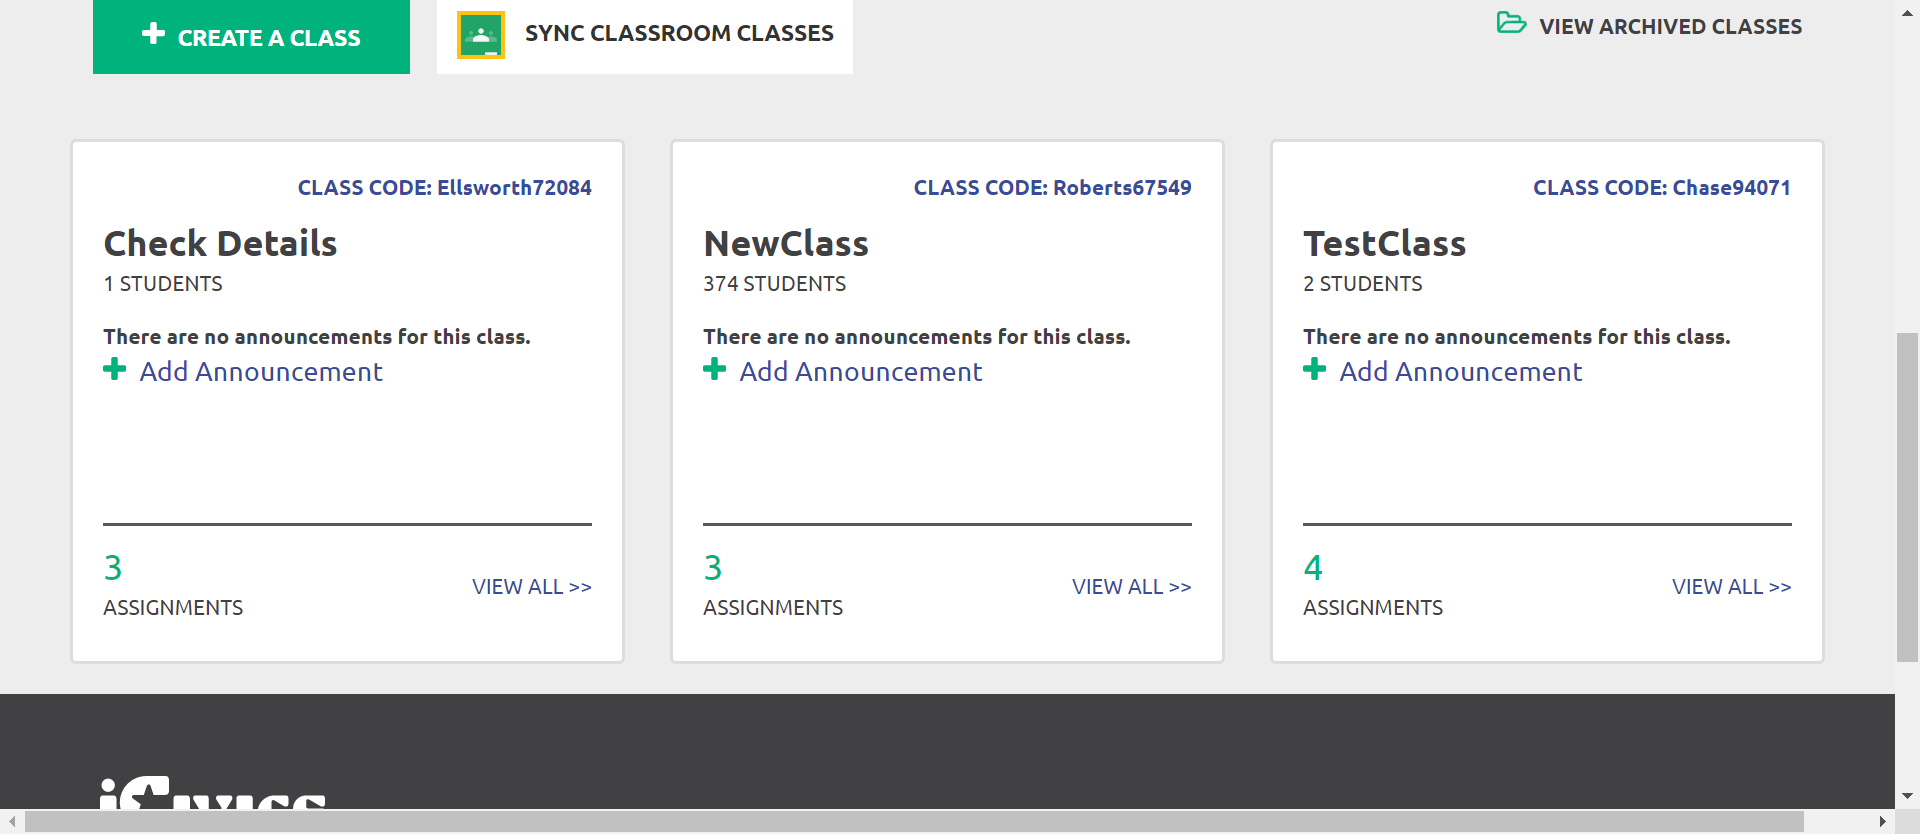 CREATE A CLASS
SYNC CLASSROOM CLASSES
VIEW ARCHIVED CLASSES
CLASS CODE: Ellsworth72084
Check Details
1 STUDENTS
There are no announcements for this class.
Add Announcement
3
ASSIGNMENTS
VIEW ALL >>
CLASS CODE: Roberts67549
NewClass
374 STUDENTS
There are no announcements for this class.
Add Announcement
3
ASSIGNMENTS
VIEW ALL >>
CLASS CODE: Chase94071
TestClass
2 STUDENTS
There are no announcements for this class.
Add Announcement
4
ASSIGNMENTS
VIEW ALL >>
iCivics